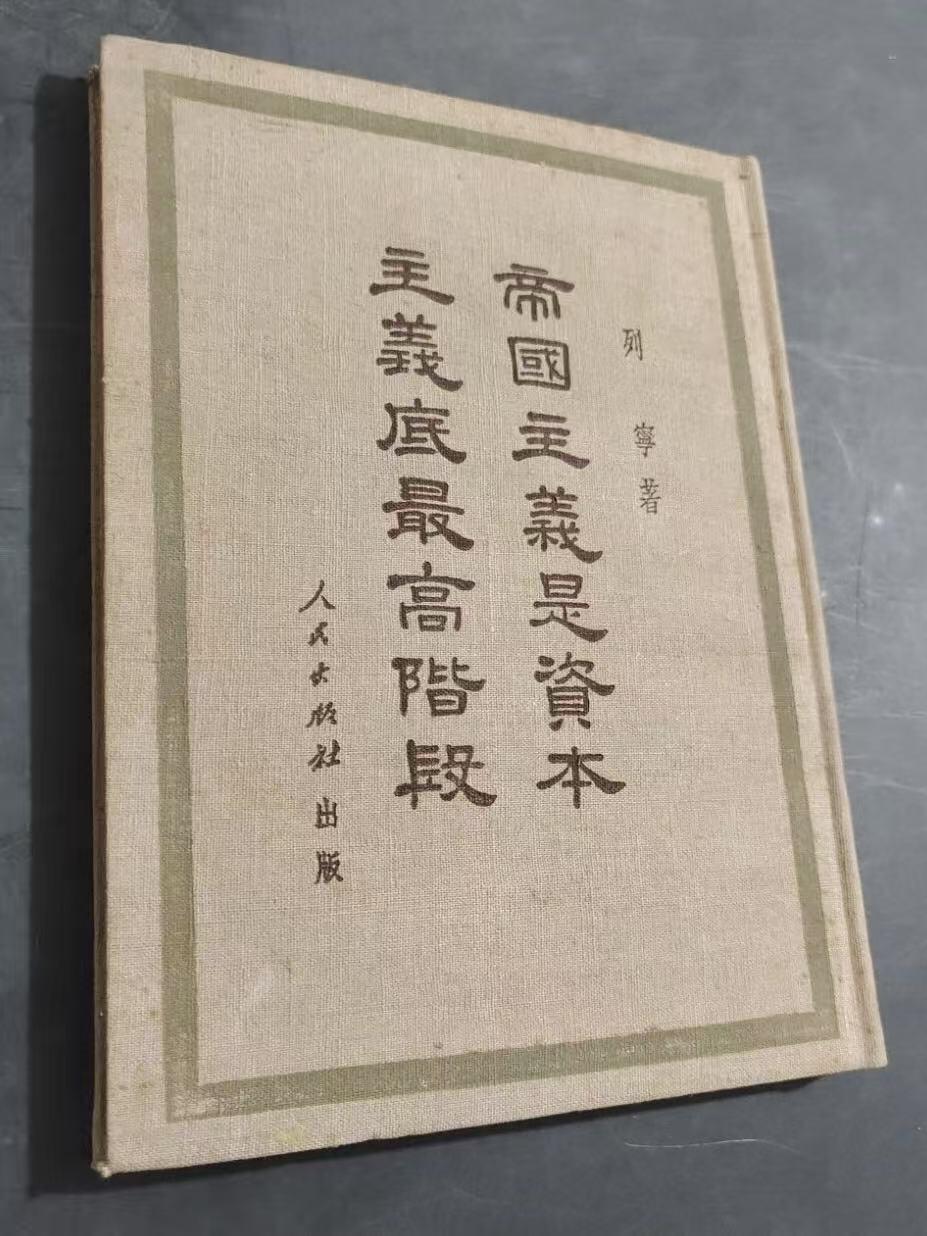 列寧著
帝國主義是資本
主義底最高階段
人民出版社出版